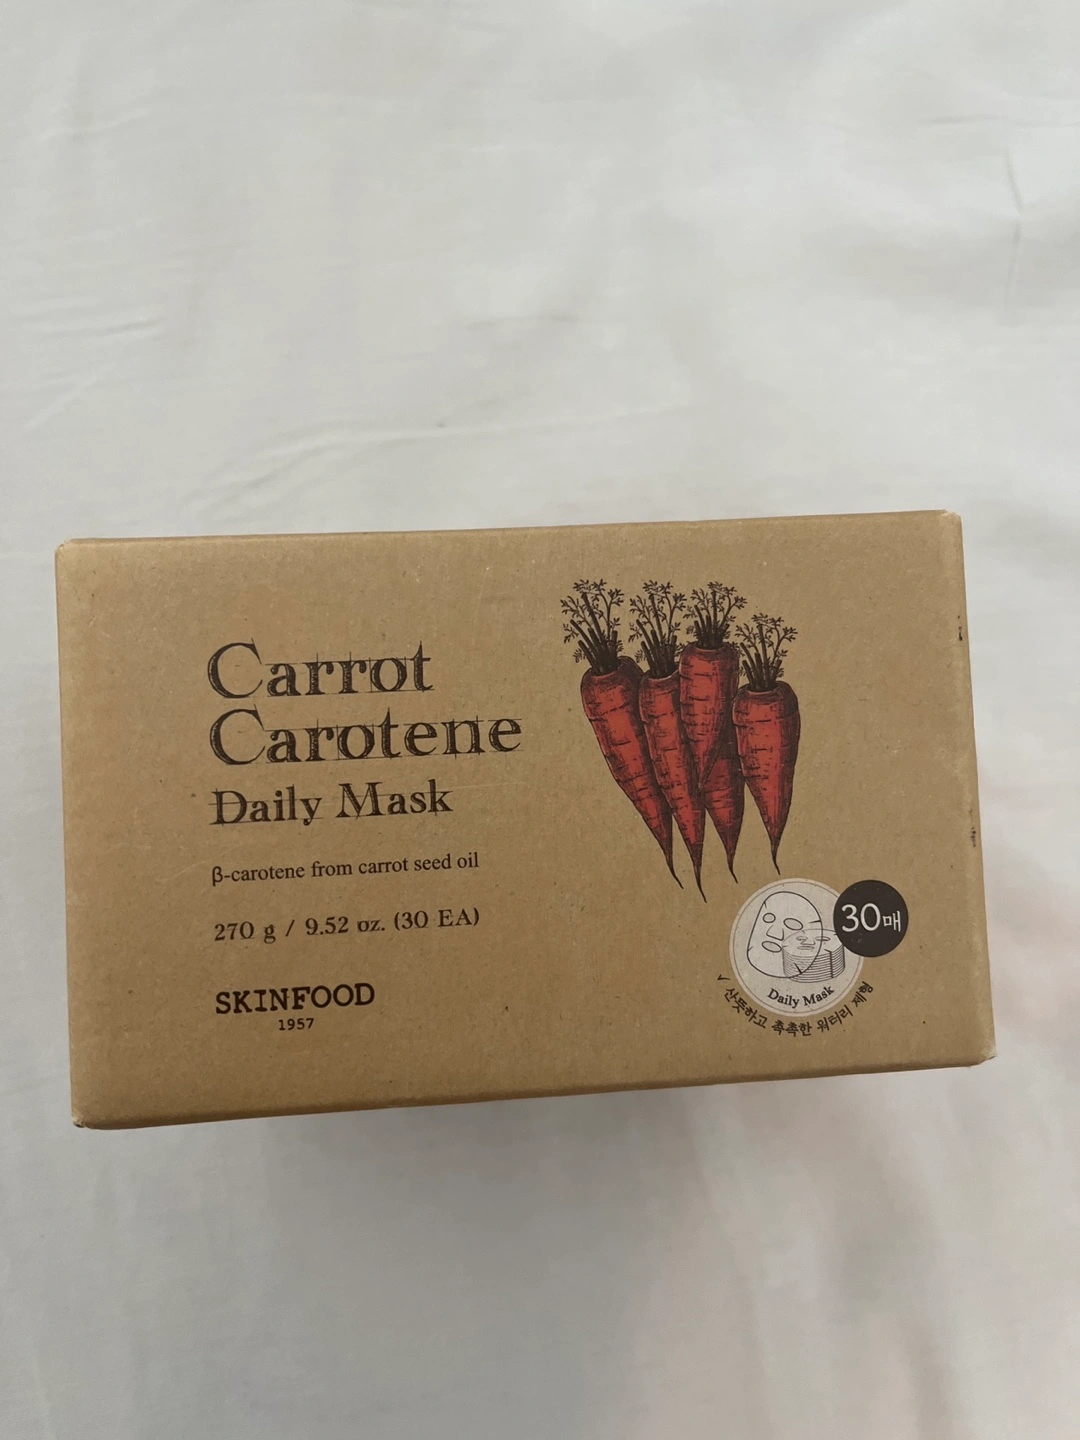 Carrot
Carotene
Daily Mask
β-carotene from carrot seed oil
270 g / 9.52 oz. (30 EA)
SKINFOOD
1957
30매
Daily Mask
산뜻하고 촉촉한 워터리 제형